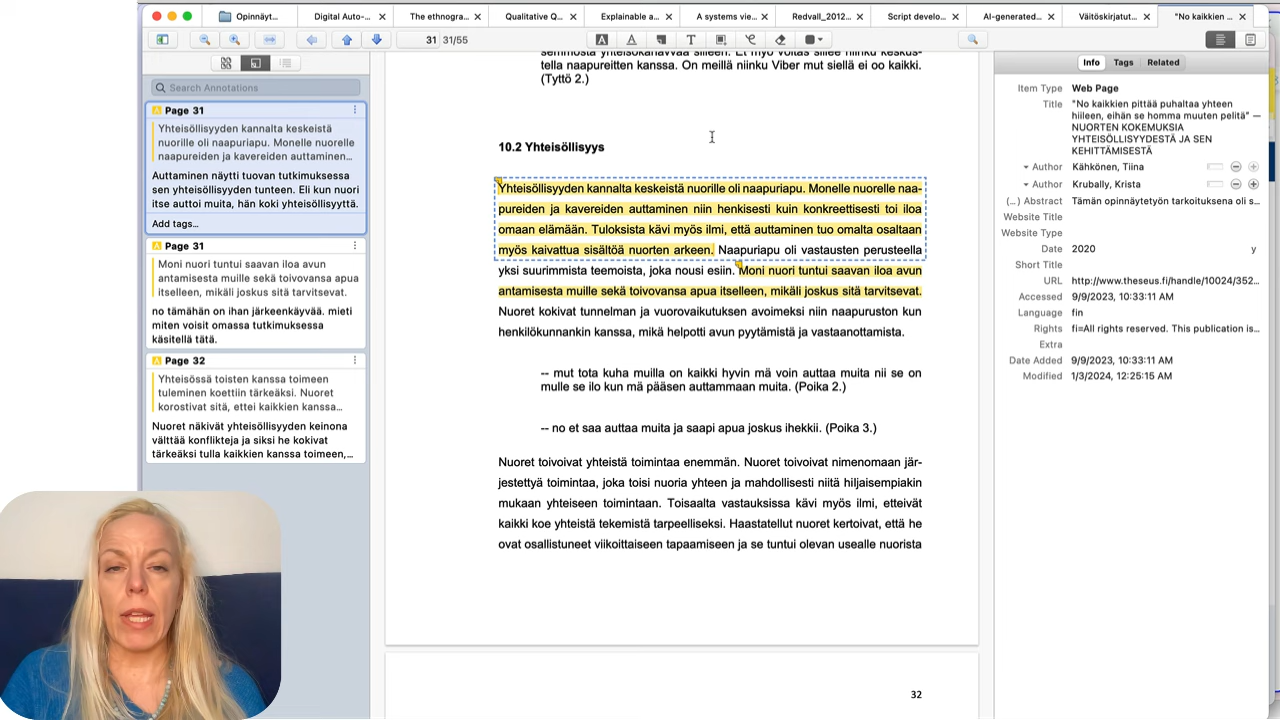 Opinnäyt...
Digital Auto-...
The ethnogra...
Qualitative Q...
Explainable a...
A systems vie...
Redvall_2012...
Script develo...
AI-generated...
Väitöskirjatut...
"No kaikkien ...
31 31/55
Search Annotations
Page 31
Yhteisöllisyyden kannalta keskeistä
nuorille oli naapuriapu. Monelle nuorelle
naapureiden ja kavereiden auttaminen...
Auttaminen näytti tuovan tutkimuksessa
sen yhteisöllisyyden tunteen. Eli kun nuori
itse auttoi muita, hän koki yhteisöllisyyttä.
Add tags...
Page 31
Moni nuori tuntui saavan iloa avun
antamisesta muille sekä toivovansa apua
itselleen, mikäli joskus sitä tarvitsevat.
no tämähän on ihan järkeenkäyvää. mieti
miten voisit omassa tutkimuksessa
käsitellä tätä.
Page 32
Yhteisössä toisten kanssa toimeen
tuleminen koettiin tärkeäksi. Nuoret
korostivat sitä, ettei kaikkien kanssa...
Nuoret näkivät yhteisöllisyyden keinona
välttää konflikteja ja siksi he kokivat
tärkeäksi tulla kaikkien kanssa toimeen,...
tella naapureitten kanssa. On meillä niinku Viber mut siellä ei oo kaikki.
(Tyttö 2.)
10.2 Yhteisöllisyys
Yhteisöllisyyden kannalta keskeistä nuorille oli naapuriapu. Monelle nuorelle naa-
pureiden ja kavereiden auttaminen niin henkisesti kuin konkreettisesti toi iloa
omaan elämään. Tuloksista kävi myös ilmi, että auttaminen tuo omalta osaltaan
myös kaivattua sisältöä nuorten arkeen. Naapuriapu oli vastausten perusteella
yksi suurimmista teemoista, joka nousi esiin. Moni nuori tuntui saavan iloa avun
antamisesta muille sekä toivovansa apua itselleen, mikäli joskus sitä tarvitsevat.
Nuoret kokivat tunnelman ja vuorovaikutuksen avoimeksi niin naapuruston kun
henkilökunnankin kanssa, mikä helpotti avun pyytämistä ja vastaanottamista.
-- mut tota kuha muilla on kaikki hyvin mä voin auttaa muita nii se on
mulle se ilo kun mä pääsen auttammaan muita. (Poika 2.)
-- no et saa auttaa muita ja saapi apua joskus ihekkii. (Poika 3.)
Nuoret toivoivat yhteistä toimintaa enemmän. Nuoret toivoivat nimenomaan jär-
jestettyä toimintaa, joka toisi nuoria yhteen ja mahdollisesti niitä hiljaisempiakin
mukaan yhteiseen toimintaan. Toisaalta vastauksissa kävi myös ilmi, etteivät
kaikki koe yhteistä tekemistä tarpeelliseksi. Haastatellut nuoret kertoivat, että he
ovat osallistuneet viikoittaiseen tapaamiseen ja se tuntui olevan usealle nuorista
32
Info Tags Related
Item Type Web Page
Title "No kaikkien pittää puhaltaa yhteen
hiileen, eihän se homma muuten pelitä" —
NUORTEN KOKEMUKSIA
YHTEISÖLLISYYDESTÄ JA SEN
KEHITTÄMISESTÄ
Author Kähkönen, Tiina
Author Krubally, Krista
(...) Abstract Tämän opinnäytetyön tarkoituksena oli s...
Website Title
Website Type
Date 2020 y
Short Title
URL http://www.theseus.fi/handle/10024/352...
Accessed 9/9/2023, 10:33:11 AM
Language fin
Rights fi=All rights reserved. This publication is...
Extra
Date Added 9/9/2023, 10:33:11 AM
Modified 1/3/2024, 12:25:15 AM